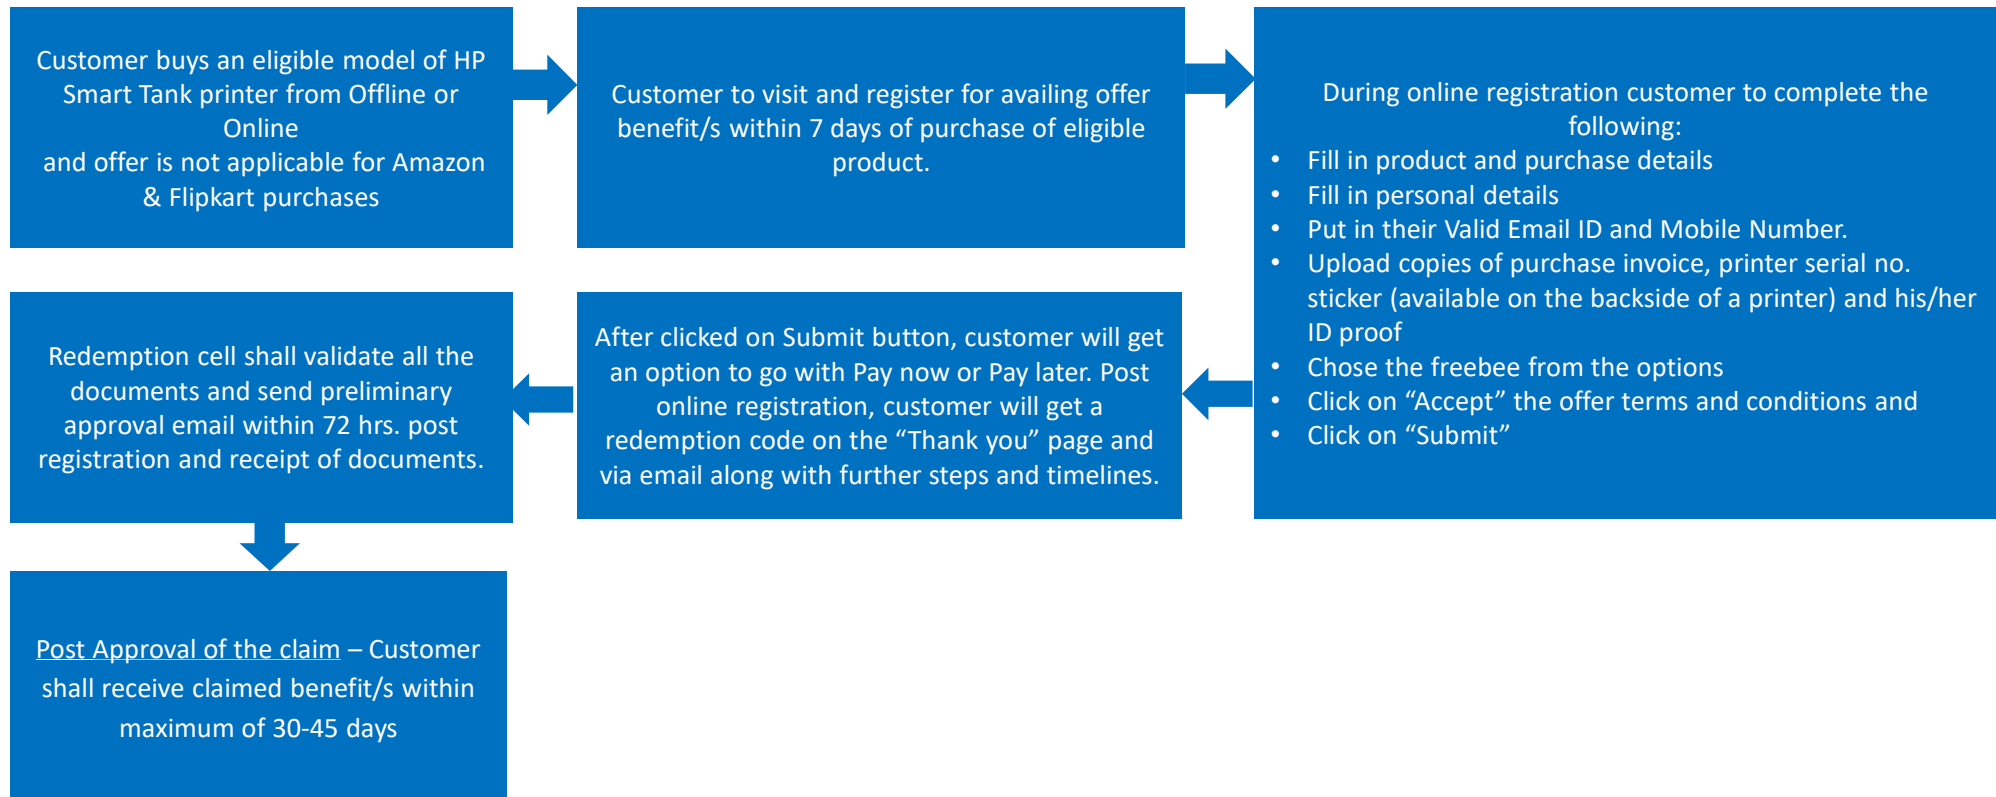 Customer buys an eligible model of HP
Smart Tank printer from Offline or
Online
and offer is not applicable for Amazon
& Flipkart purchases
Customer to visit and register for availing offer
benefit/s within 7 days of purchase of eligible
product.
During online registration customer to complete the
following:
• Fill in product and purchase details
• Fill in personal details
• Put in their Valid Email ID and Mobile Number.
• Upload copies of purchase invoice, printer serial no.
sticker (available on the backside of a printer) and his/her
ID proof
• Chose the freebee from the options
• Click on “Accept” the offer terms and conditions and
• Click on “Submit”
After clicked on Submit button, customer will get
an option to go with Pay now or Pay later. Post
online registration, customer will get a
redemption code on the “Thank you” page and
via email along with further steps and timelines.
Redemption cell shall validate all the
documents and send preliminary
approval email within 72 hrs. post
registration and receipt of documents.
Post Approval of the claim – Customer
shall receive claimed benefit/s within
maximum of 30-45 days